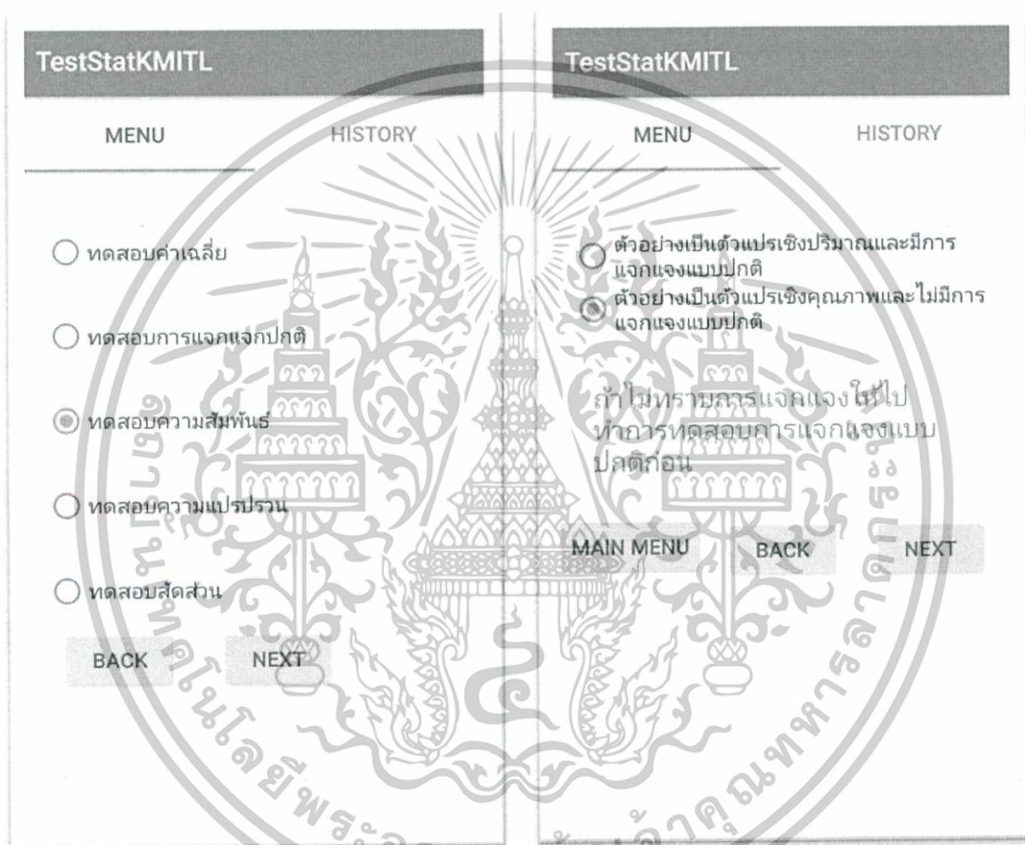 TestStatKMITL
MENU HISTORY
ทดสอบค่าเฉลี่ย
ทดสอบการแจกแจกปกติ
ทดสอบความสัมพันธ์
ทดสอบความแปรปรวน
ทดสอบสัดส่วน
BACK NEXT
TestStatKMITL
MENU HISTORY
ตัวอย่างเป็นตัวแปรเชิงปริมาณและมีการ
แจกแจงแบบปกติ
ตัวอย่างเป็นตัวแปรเชิงคุณภาพและไม่มีการ
แจกแจงแบบปกติ
ถ้าไม่ทราบการแจกแจงให้ไป
ทำการทดสอบการแจกแจงแบบ
ปกติก่อน
MAIN MENU BACK NEXT